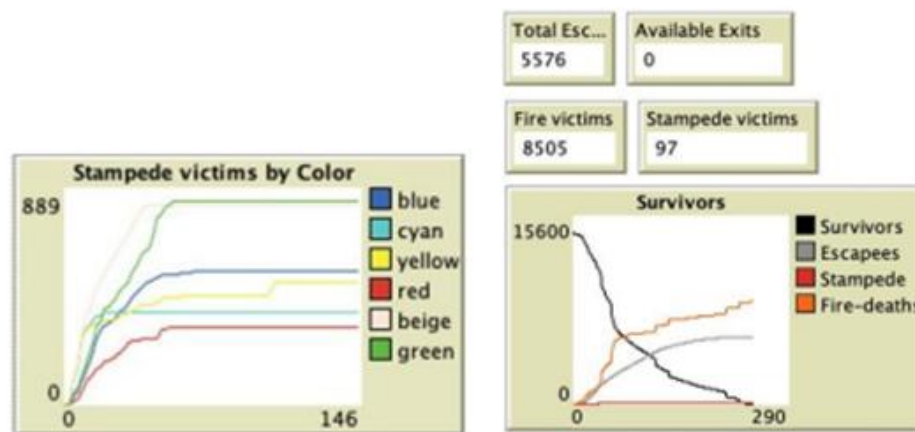 Total Esc...
5576
Available Exits
0
Fire victims
8505
Stampede victims
97
Stampede victims by Color
889
0
0
146
blue
cyan
yellow
red
beige
green
Survivors
15600
0
0
290
Survivors
Escapees
Stampede
Fire-deaths